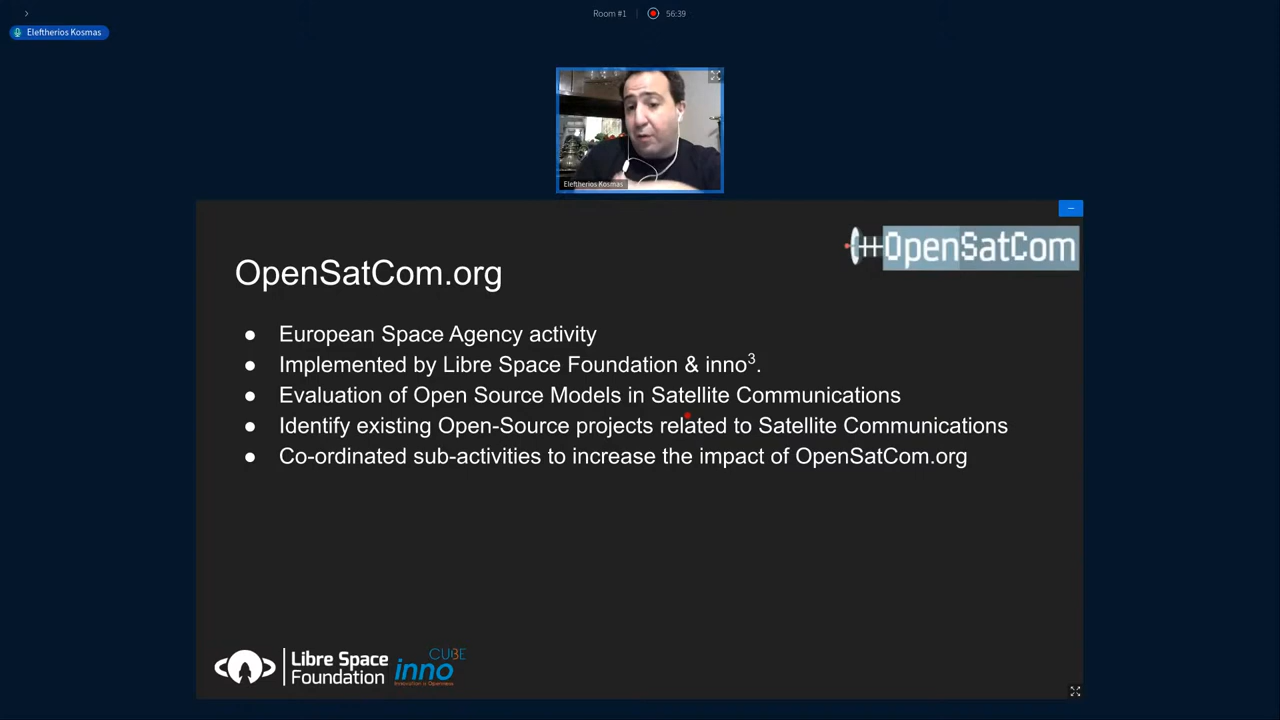 Room #1
56:39
Eleftherios Kosmas
Eleftherios Kosmas
OpenSatCom
OpenSatCom.org
● European Space Agency activity
● Implemented by Libre Space Foundation & inno³.
● Evaluation of Open Source Models in Satellite Communications
● Identify existing Open-Source projects related to Satellite Communications
● Co-ordinated sub-activities to increase the impact of OpenSatCom.org
Libre Space
Foundation
CUBE
inno
Innovation & Openness